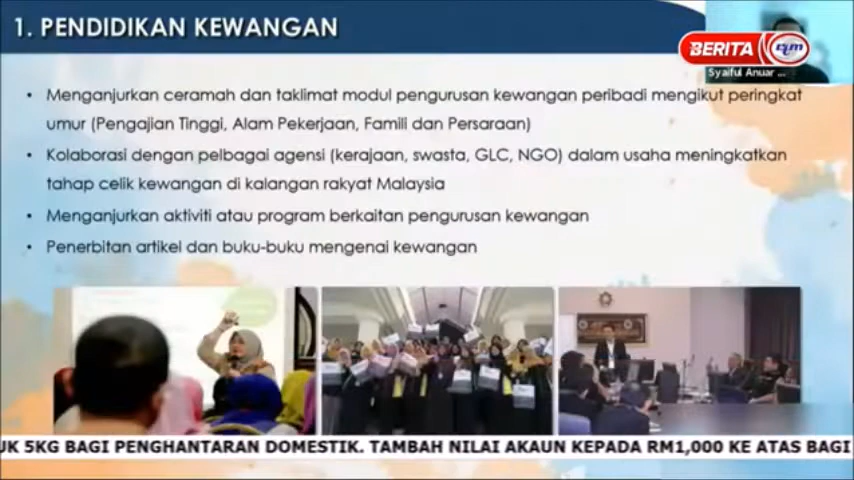 1. PENDIDIKAN KEWANGAN
BERITA
Syaiful Anuar ...
• Menganjurkan ceramah dan taklimat modul pengurusan kewangan peribadi mengikut peringkat
umur (Pengajian Tinggi, Alam Pekerjaan, Famili dan Persaraan)
• Kolaborasi dengan pelbagai agensi (kerajaan, swasta, GLC, NGO) dalam usaha meningkatkan
tahap celik kewangan di kalangan rakyat Malaysia
• Menganjurkan aktiviti atau program berkaitan pengurusan kewangan
• Penerbitan artikel dan buku-buku mengenai kewangan
UK 5KG BAGI PENGHANTARAN DOMESTIK. TAMBAH NILAI AKAUN KEPADA RM1,000 KE ATAS BAGI